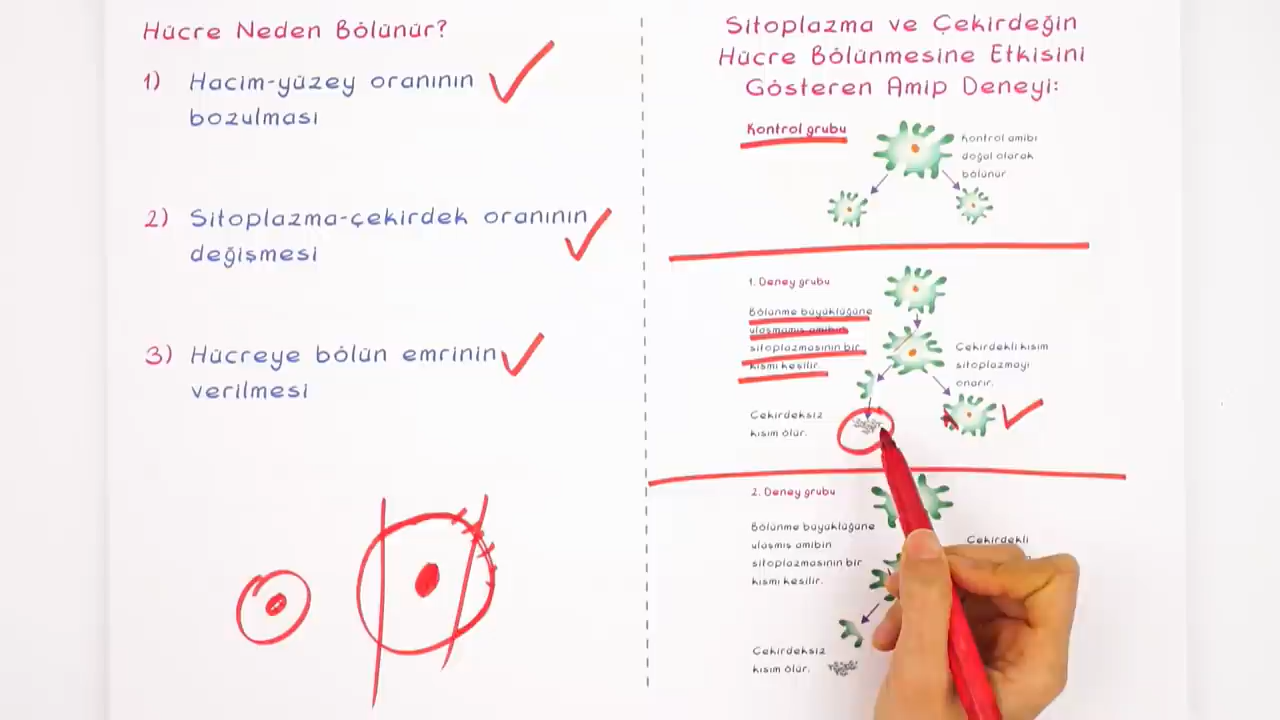 Hücre Neden Bölünür?
1) Hacim-yüzey oranının
bozulması
2) Sitoplazma-çekirdek oranının
değişmesi
3) Hücreye bölün emrinin
verilmesi
Sitoplazma ve Çekirdeğin
Hücre Bölünmesine Etkisini
Gösteren Amip Deneyi:
Kontrol grubu
Kontrol amibi
doğal olarak
bölünür
1. Deney grubu
Bölünme büyüklüğüne
ulaşmamış amibin
sitoplazmasının bir
kısmı kesilir.
Çekirdekli kısım
sitoplazmayı
onarır.
Çekirdeksiz
kısım ölür.
2. Deney grubu
Bölünme büyüklüğüne
ulaşmış amibin
sitoplazmasının bir
kısmı kesilir.
Çekirdekli
Çekirdeksiz
kısım ölür.